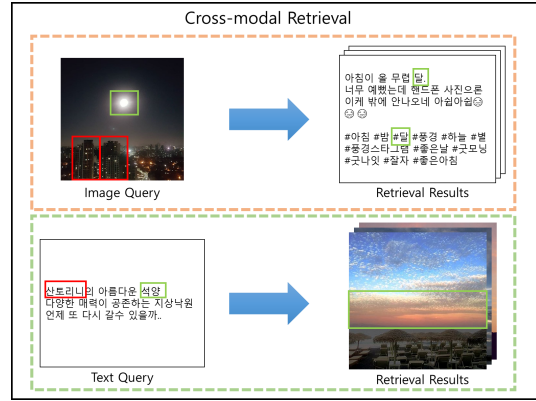 Cross-modal Retrieval
아침이 올 무렵 달.
너무 예뻤는데 핸드폰 사진으론
이케 밖에 안나오네 아쉽아쉽😥
😥 😥
#아침 #밤 #달 #풍경 #하늘 #별
#풍경스타그램 #좋은날 #굿모닝
#굿나잇 #잘자 #좋은아침
Image Query
Retrieval Results
산토리니의 아름다운 석양
다양한 매력이 공존하는 지상낙원
언제 또 다시 갈수 있을까..
Text Query
Retrieval Results